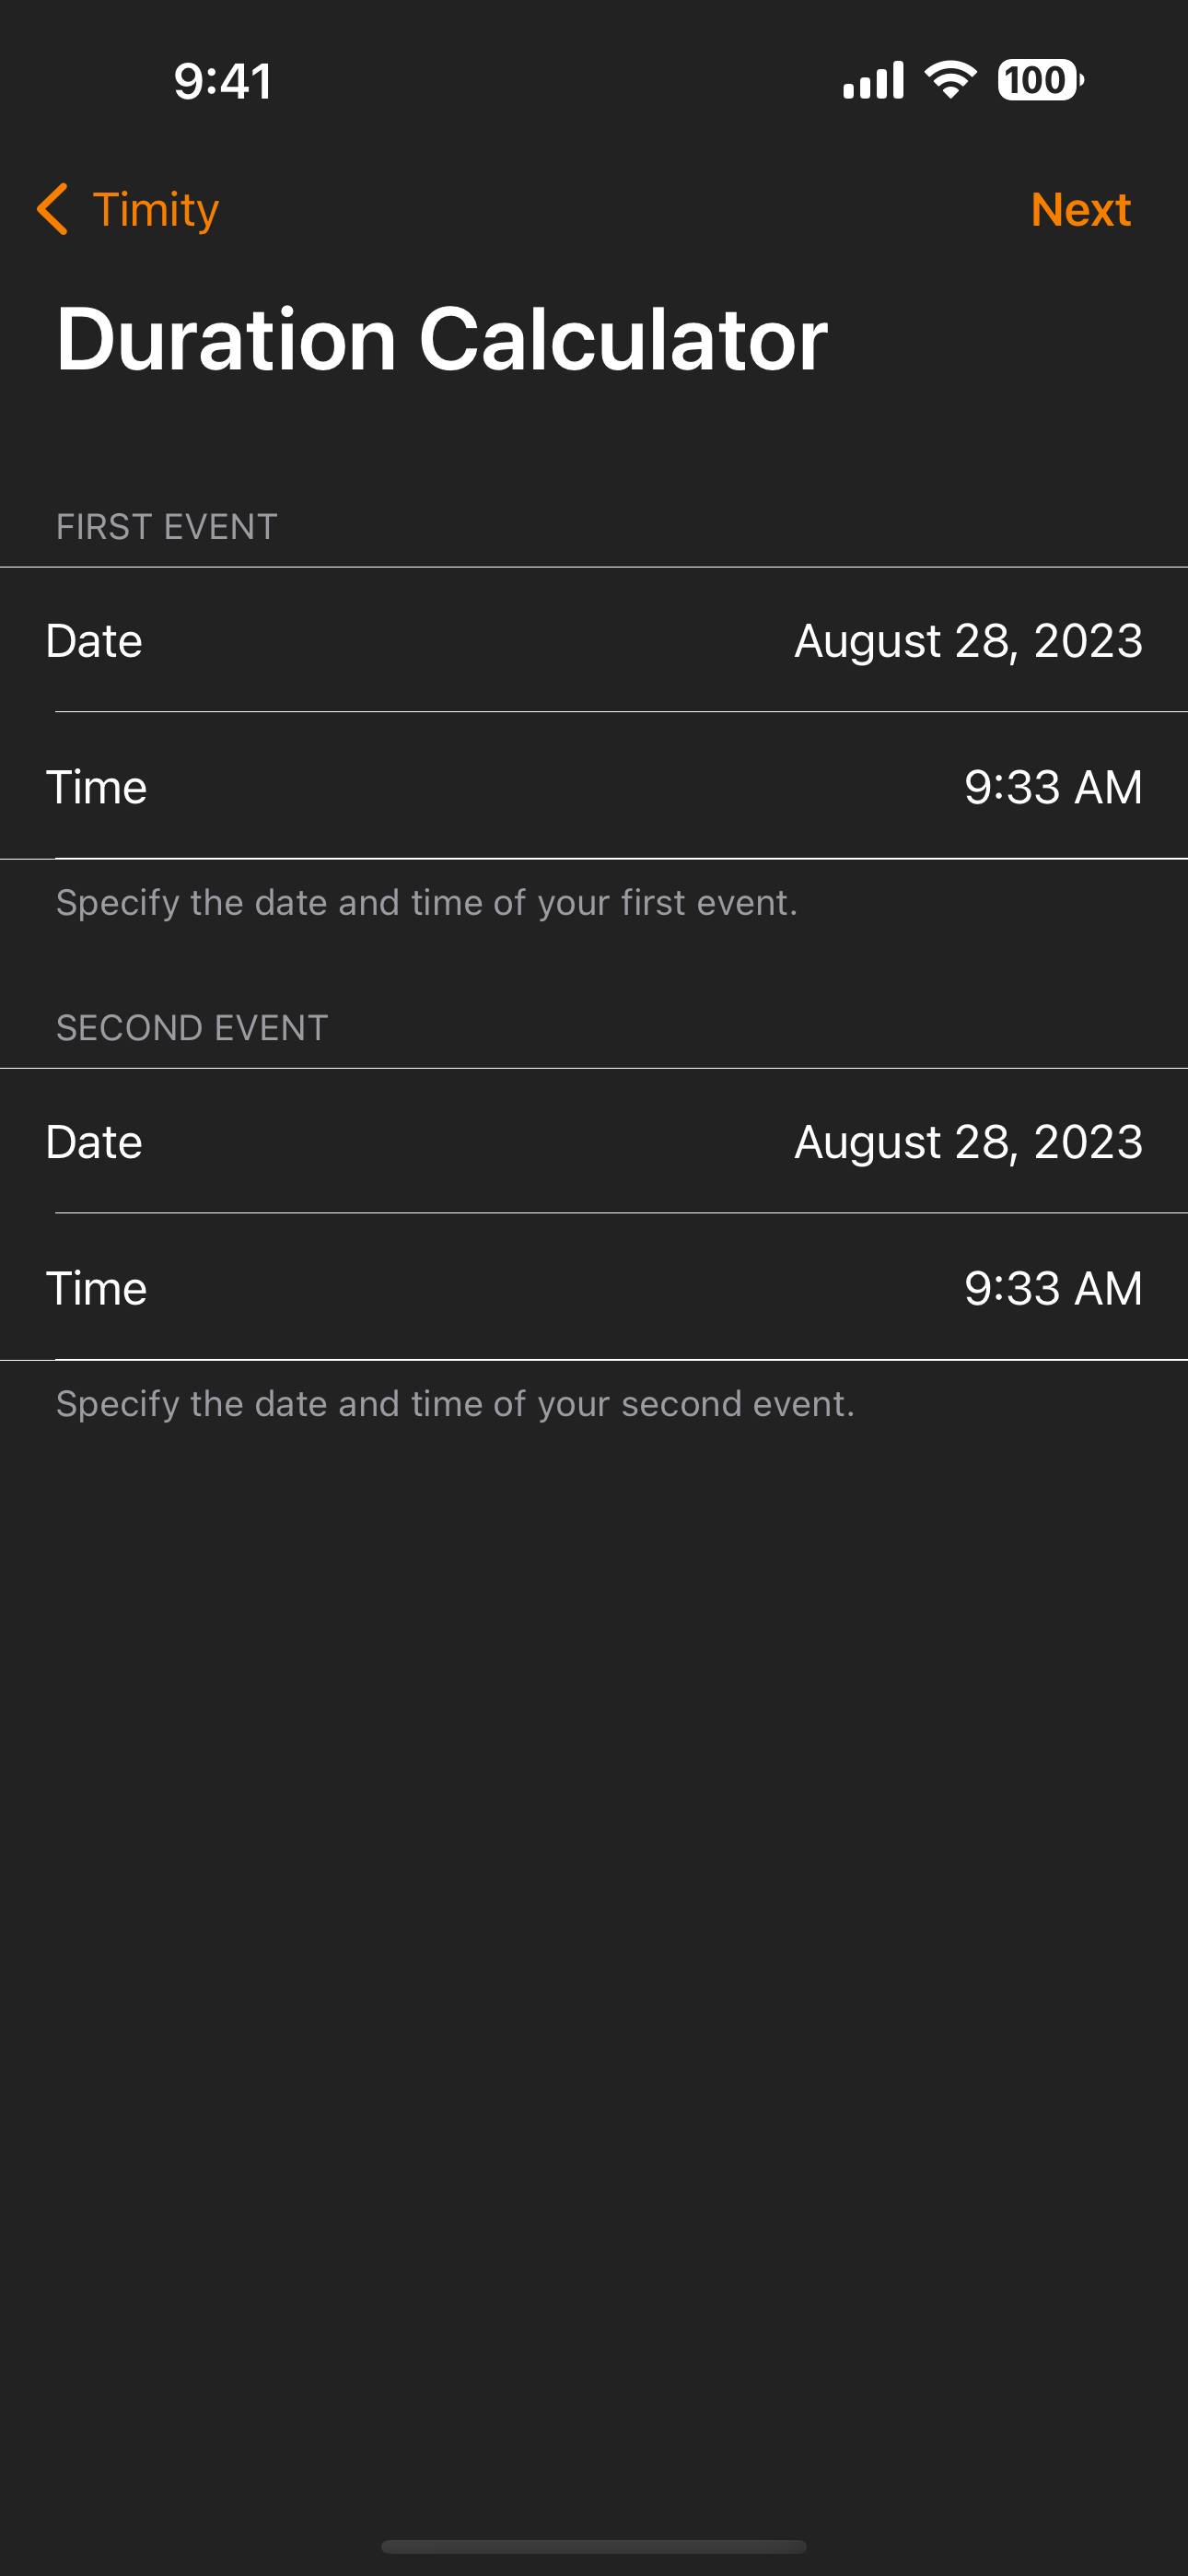 9:41
100
Timity
Next
Duration Calculator
FIRST EVENT
Date August 28, 2023
Time 9:33 AM
Specify the date and time of your first event.
SECOND EVENT
Date August 28, 2023
Time 9:33 AM
Specify the date and time of your second event.